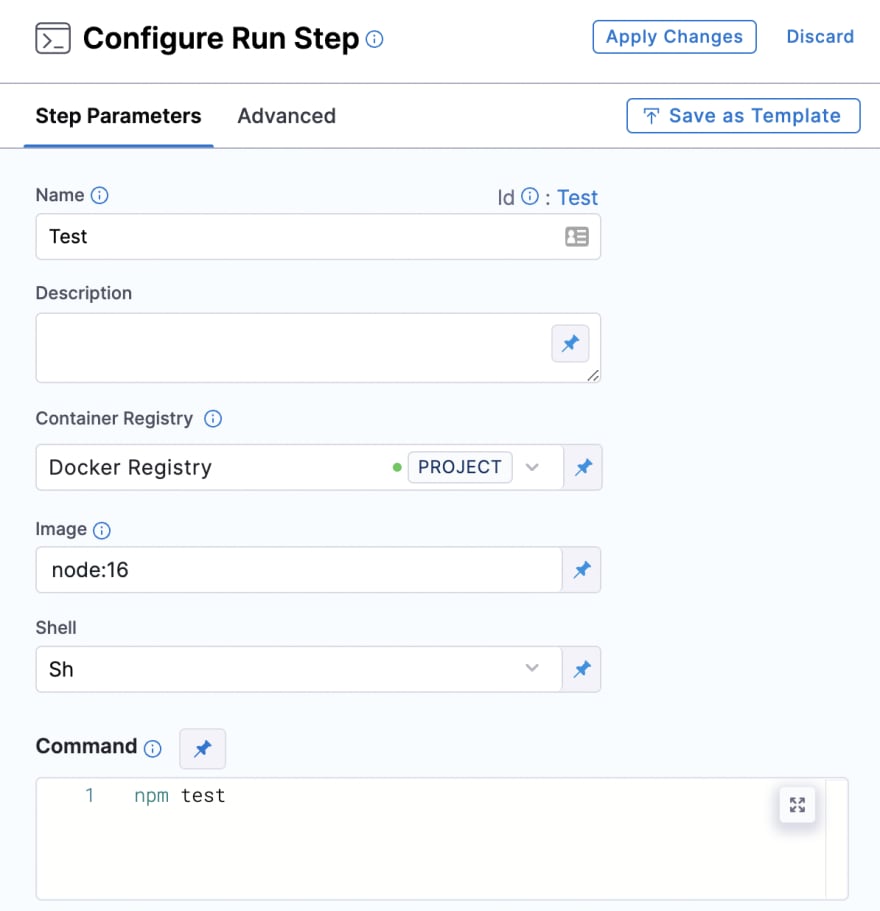 Configure Run Step
Apply Changes
Discard
Step Parameters
Advanced
Save as Template
Name
Id : Test
Test
Description
Container Registry
Docker Registry
PROJECT
Image
node:16
Shell
Sh
Command
1 npm test